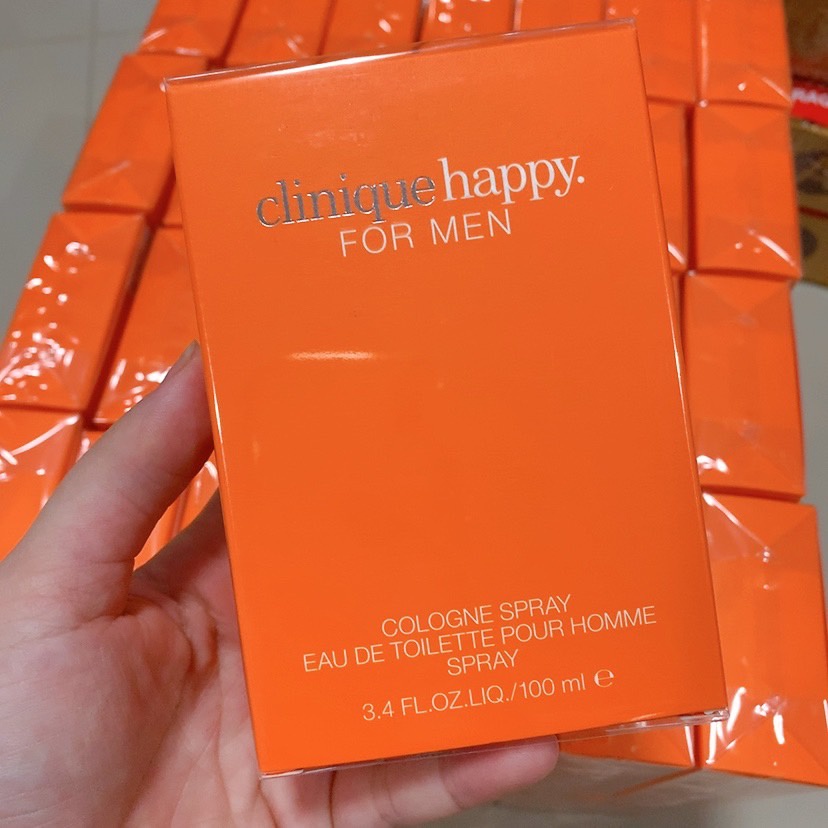 clinique happy.
FOR MEN
COLOGNE SPRAY
EAU DE TOILETTE POUR HOMME
SPRAY
3.4 FL.OZ.LIQ./100 ml ℮